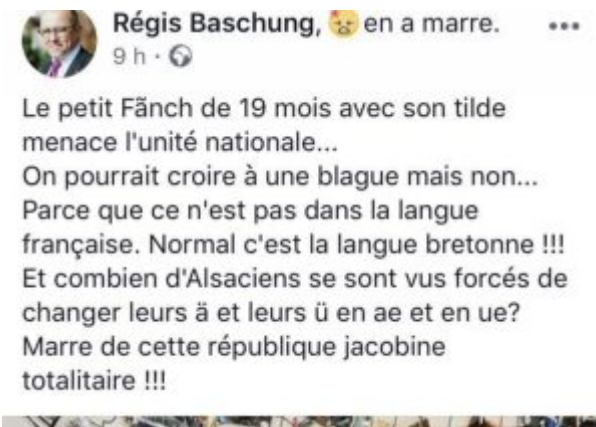 Régis Baschung, 😡 en a marre.
9 h ·
Le petit Fãnch de 19 mois avec son tilde
menace l'unité nationale...
On pourrait croire à une blague mais non...
Parce que ce n'est pas dans la langue
française. Normal c'est la langue bretonne !!!
Et combien d'Alsaciens se sont vus forcés de
changer leurs ä et leurs ü en ae et en ue?
Marre de cette république jacobine
totalitaire !!!